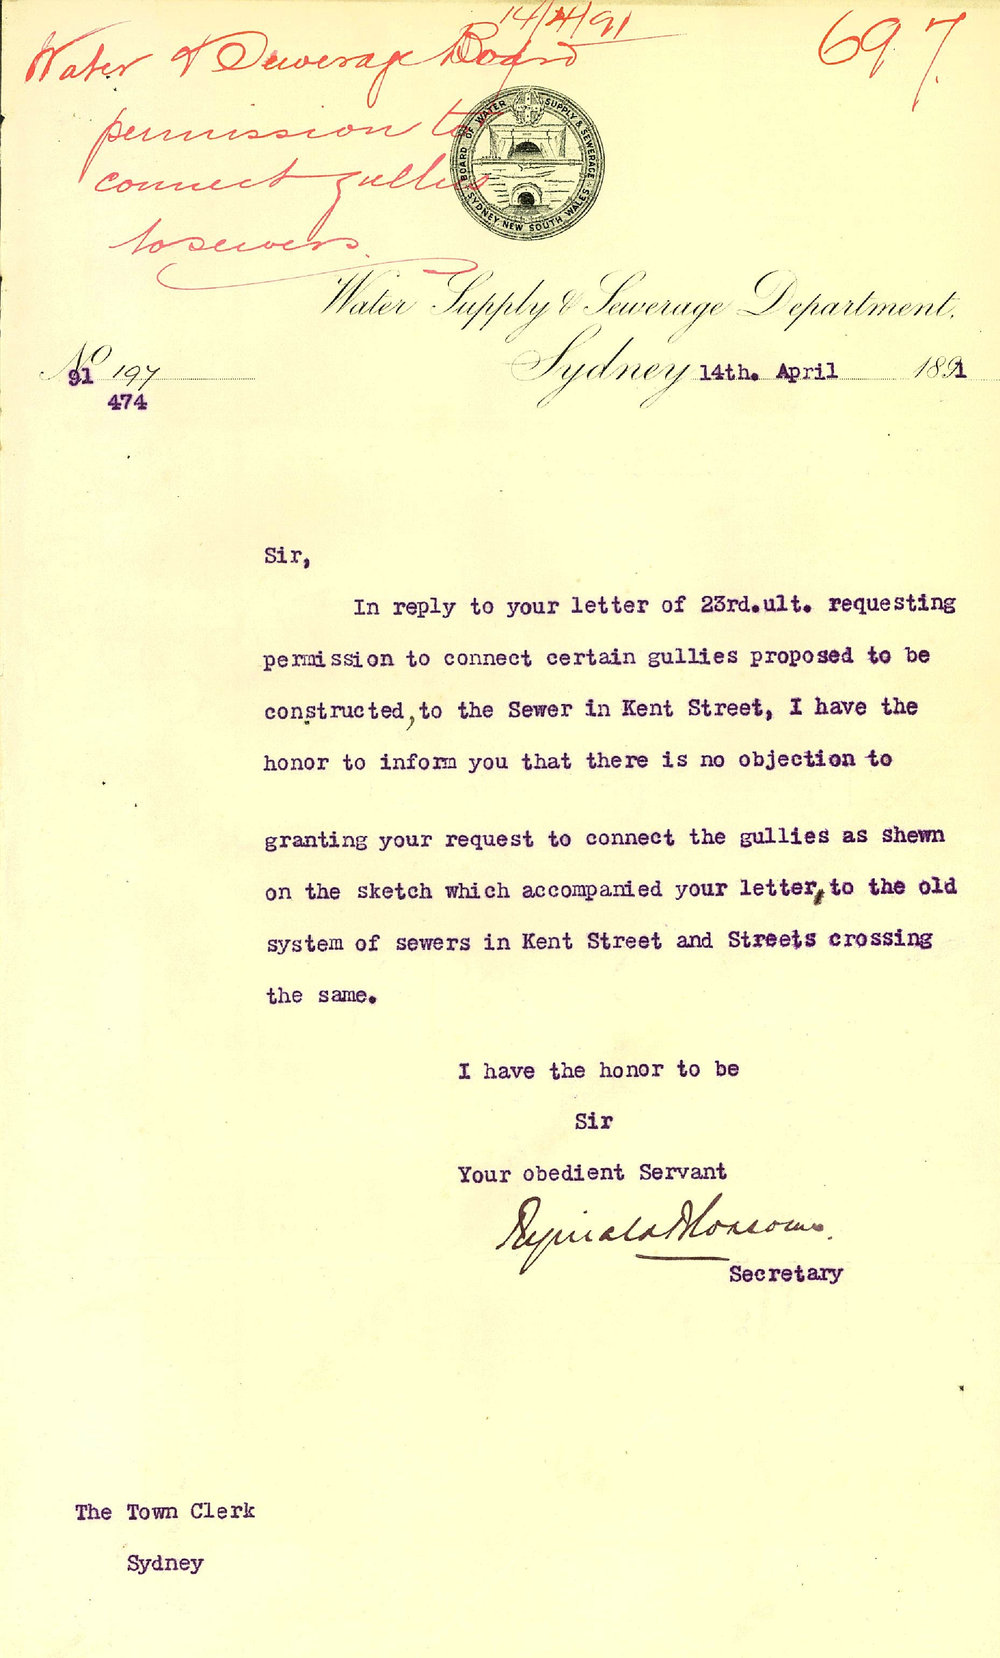 14/4/91
Water & Sewerage Board
697
permission to
connect gullies
to sewers.
BOARD OF WATER SUPPLY & SEWERAGE
SYDNEY, NEW SOUTH WALES
Water Supply & Sewerage Department.
No 91 197
474
Sydney 14th. April 1891
Sir,
In reply to your letter of 23rd.ult. requesting
permission to connect certain gullies proposed to be
constructed, to the Sewer in Kent Street, I have the
honor to inform you that there is no objection to
granting your request to connect the gullies as shewn
on the sketch which accompanied your letter, to the old
system of sewers in Kent Street and Streets crossing
the same.
I have the honor to be
Sir
Your obedient Servant
Secretary
The Town Clerk
Sydney